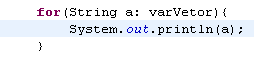 for(String a: varVetor){
System.out.println(a);
}